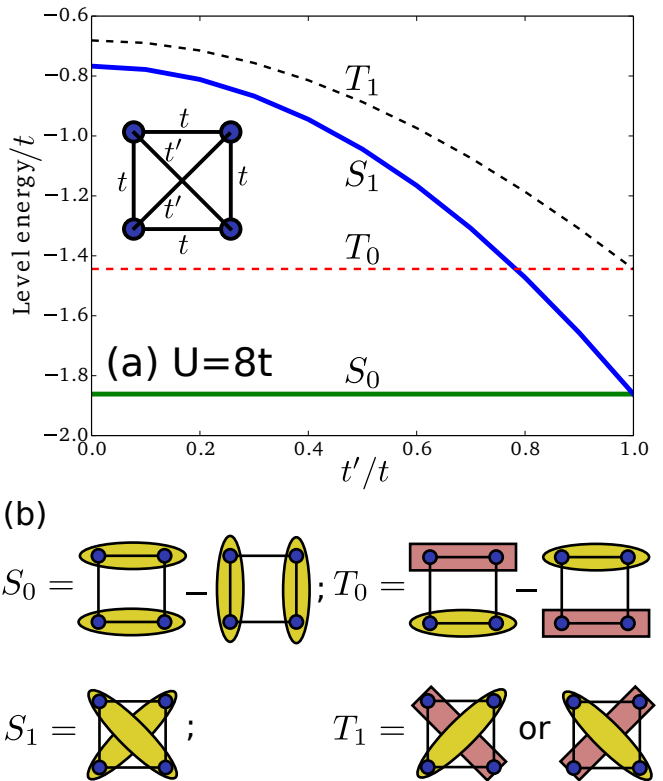 −0.6
−0.8
−1.0
−1.2
−1.4
−1.6
−1.8
−2.0
Level energy/t
T₁
t
t′
S₁
t
t
t′
t
T₀
(a) U=8t
S₀
0.0 0.2 0.4 0.6 0.8 1.0
t′/t
(b)
S₀ = − ; T₀ = −
S₁ = ; T₁ = or